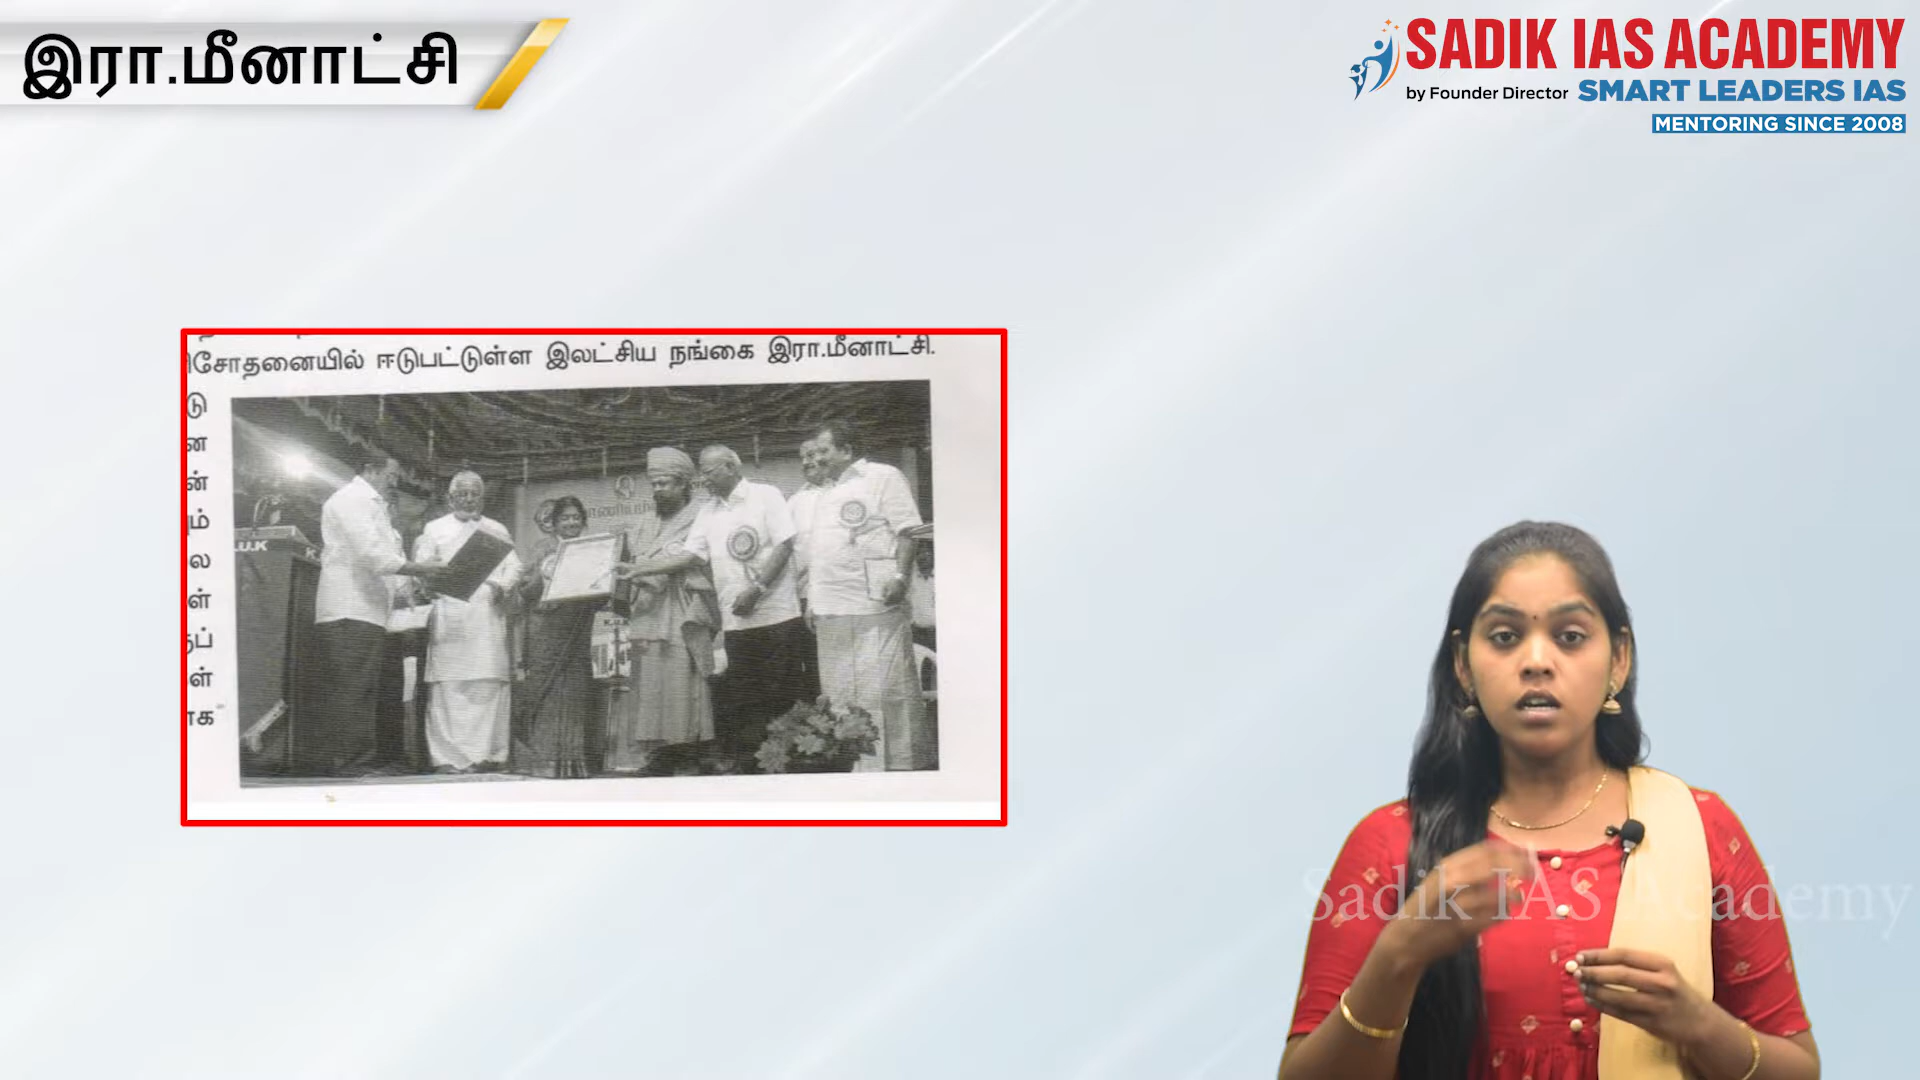 இரா.மீனாட்சி
SADIK IAS ACADEMY
by Founder Director SMART LEADERS IAS
MENTORING SINCE 2008
சோதனையில் ஈடுபட்டுள்ள இலட்சிய நங்கை இரா.மீனாட்சி.
டு
ன
ன்
ம்
ல
ள்
ப்
ள்
ாக
K.U.K
Sadik IAS Academy